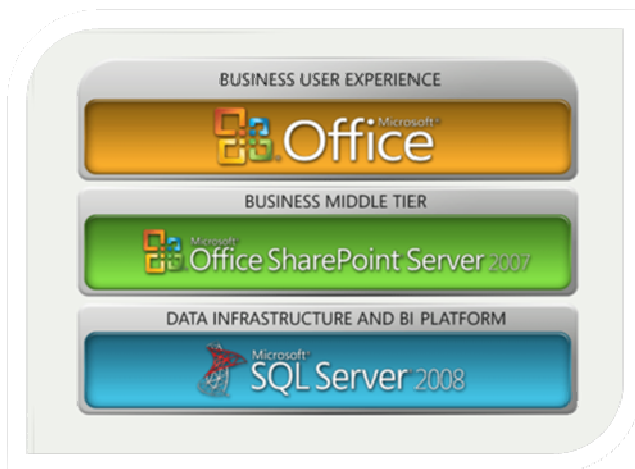 BUSINESS USER EXPERIENCE
Microsoft®
Office
BUSINESS MIDDLE TIER
Microsoft®
Office SharePoint Server 2007
DATA INFRASTRUCTURE AND BI PLATFORM
Microsoft®
SQL Server 2008